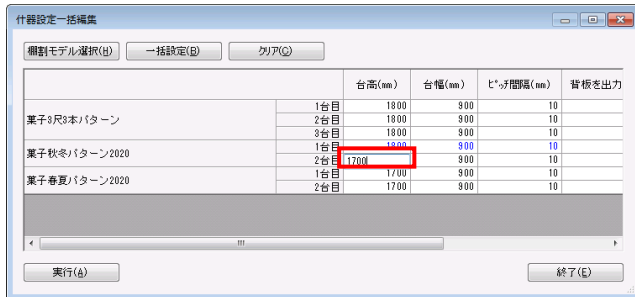 什器設定一括編集
棚割モデル選択(H) 一括設定(B) クリア(C)
台高(mm) 台幅(mm) ﾋﾟｯﾁ間隔(mm) 背板を出力
菓子3尺3本パターン 1台目 1800 900 10
2台目 1800 900 10
3台目 1800 900 10
菓子秋冬パターン2020 1台目 1800 900 10
2台目 1700 900 10
菓子春夏パターン2020 1台目 1700 900 10
2台目 1700 900 10
実行(A) 終了(E)